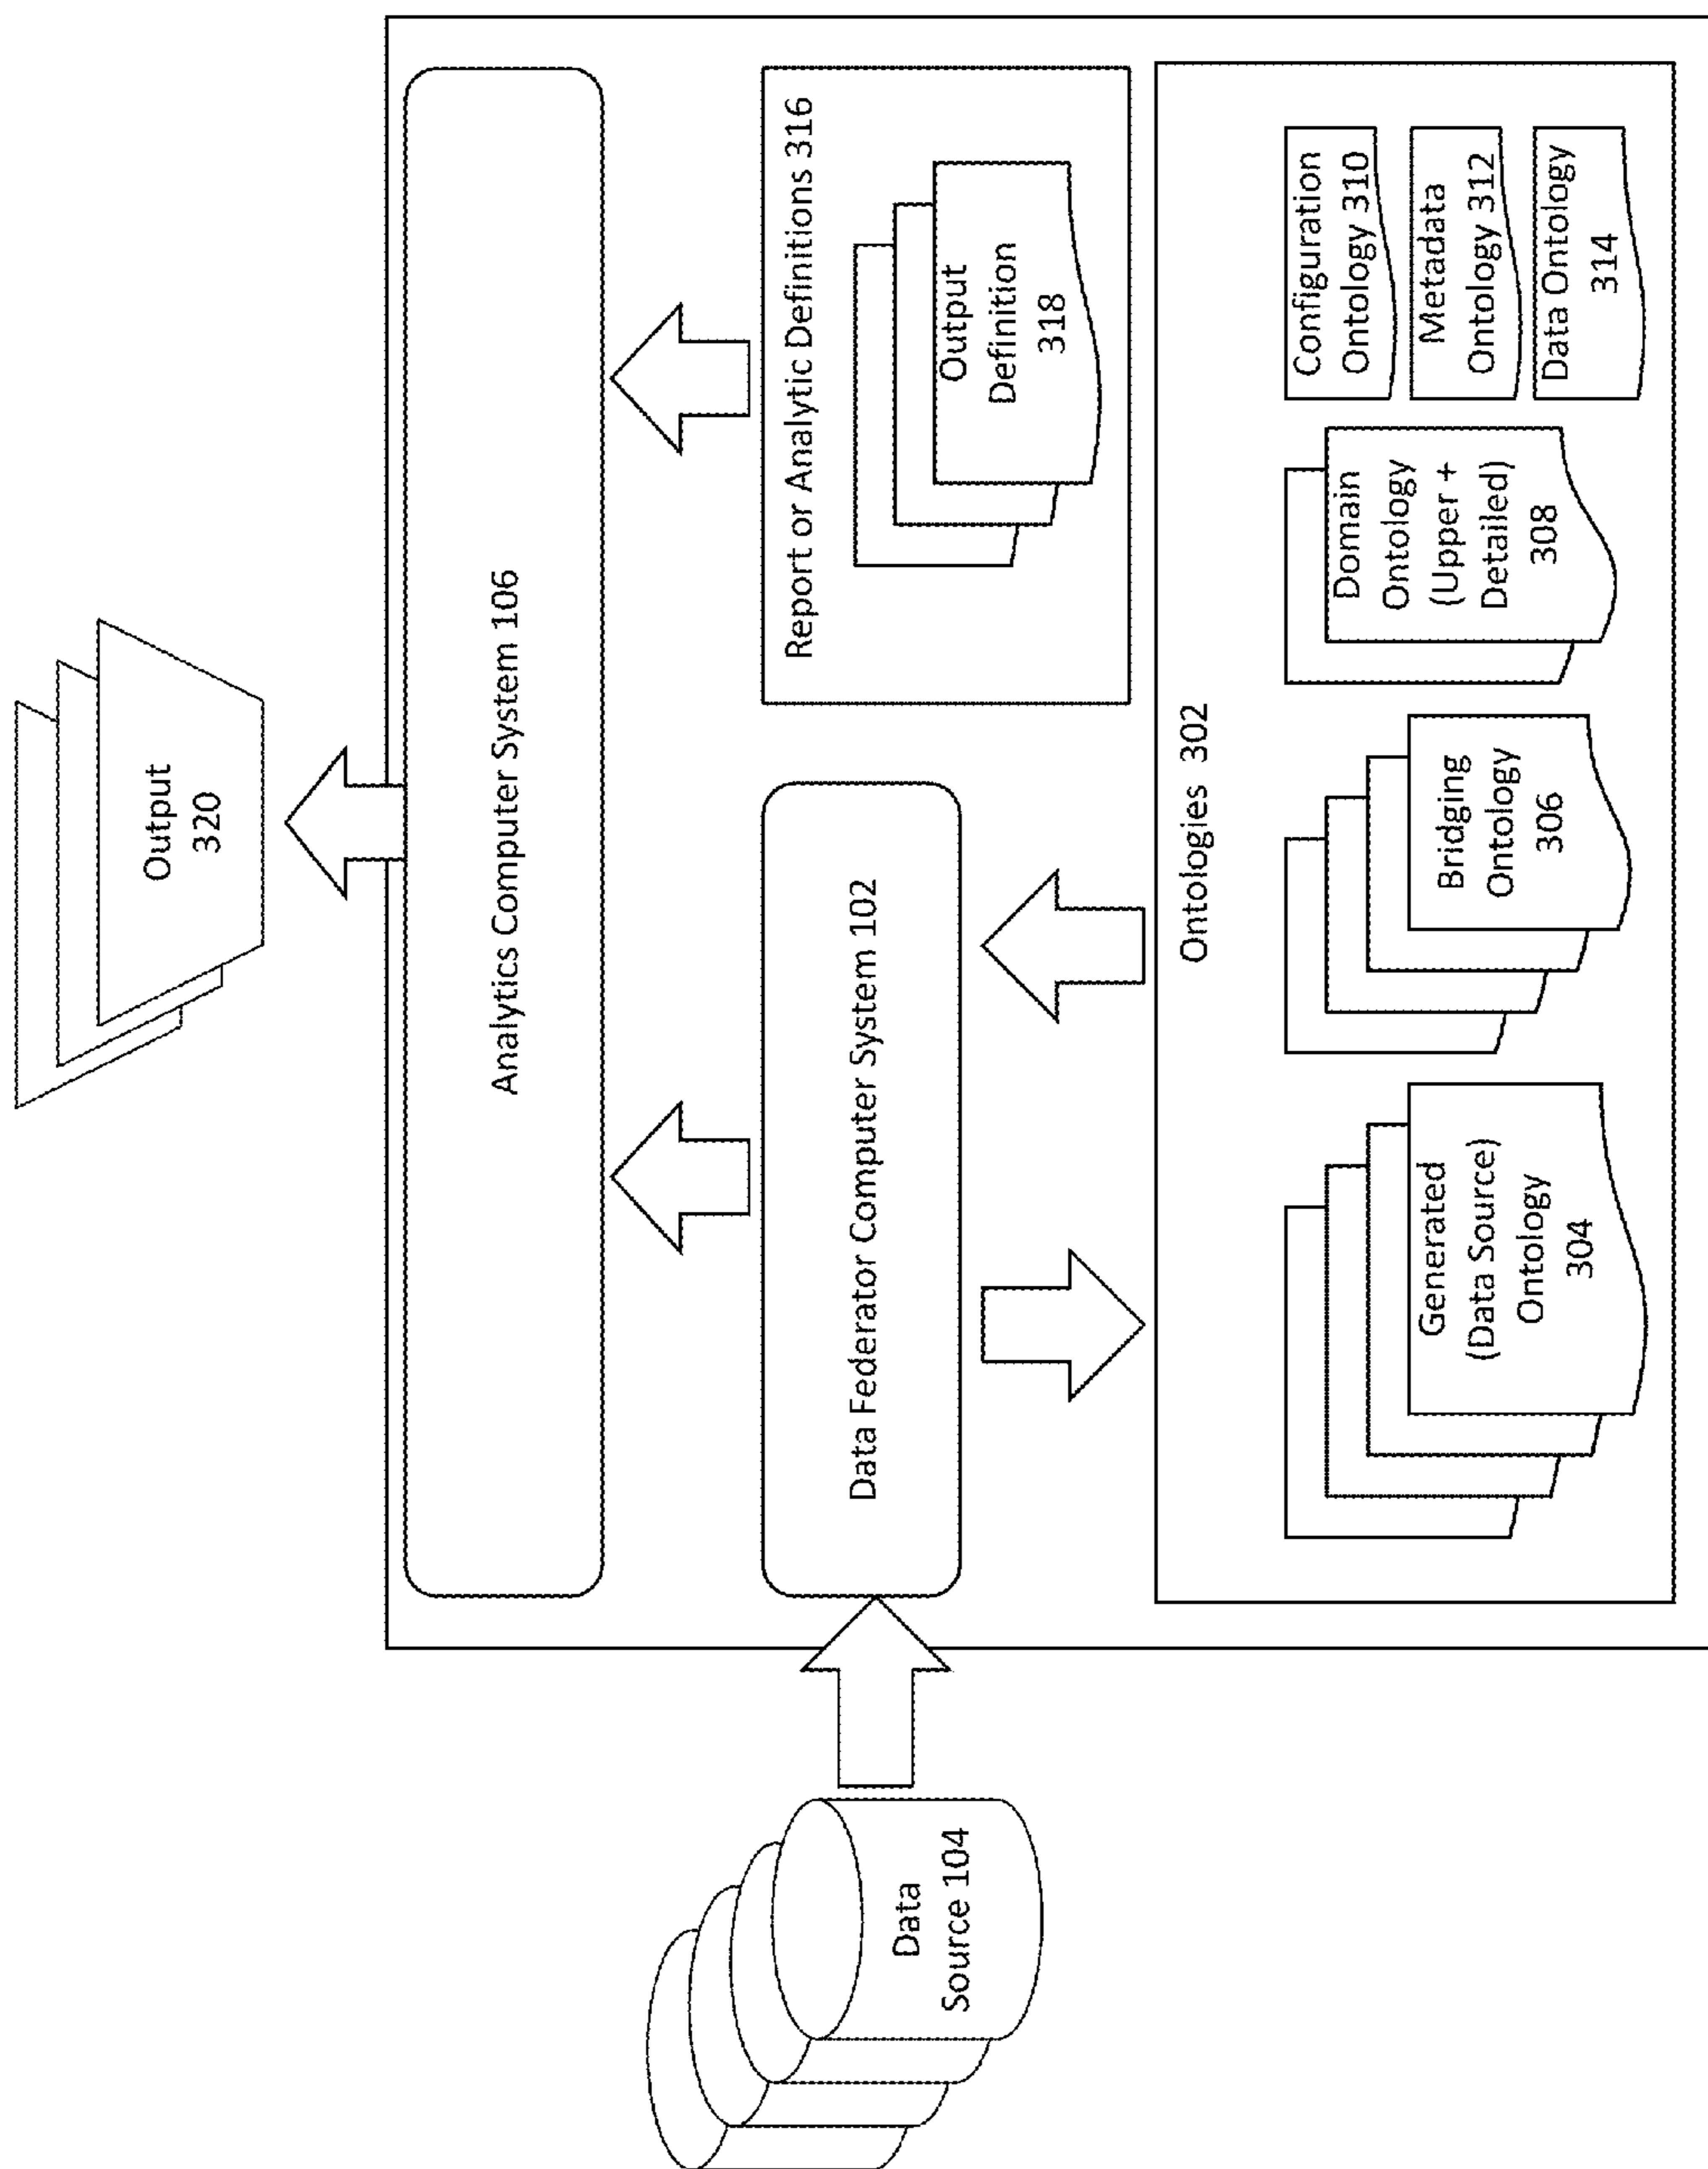 Output
320
Analytics Computer System 106
Data
Source 104
Data Federator Computer System 102
Report or Analytic Definitions 316
Output
Definition
318
Ontologies 302
Generated
(Data Source)
Ontology
304
Bridging
Ontology
306
Domain
Ontology
(Upper +
Detailed)
308
Configuration
Ontology 310
Metadata
Ontology 312
Data Ontology
314